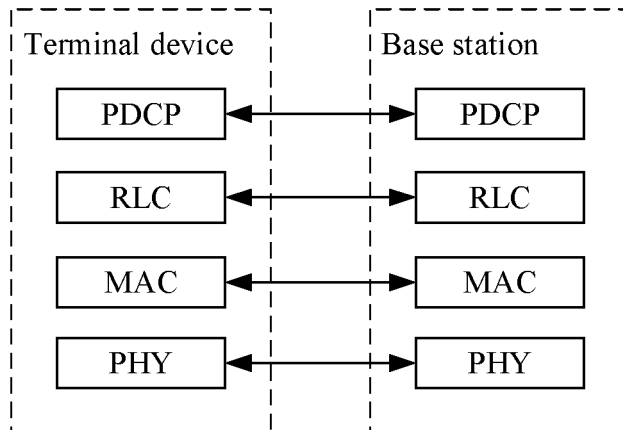 Terminal device
Base station
PDCP
PDCP
RLC
RLC
MAC
MAC
PHY
PHY